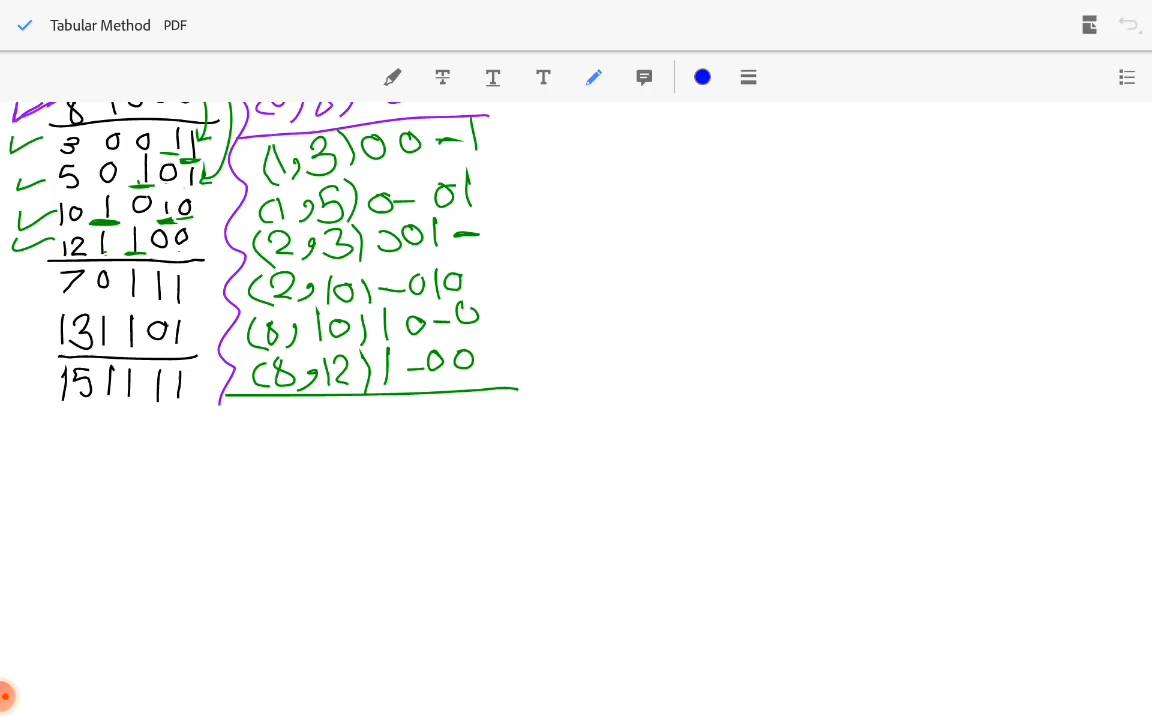 Tabular Method PDF
8 1 0
3 0 0 1 1
5 0 1 0 1
10 1 0 1 0
12 1 1 0 0
7 0 1 1 1
13 1 1 0 1
15 1 1 1 1
(1,3) 0 0 - 1
(1,5) 0 - 0 1
(2,3) 0 0 1 -
(2,10) - 0 1 0
(8,10) 1 0 - 0
(8,12) 1 - 0 0